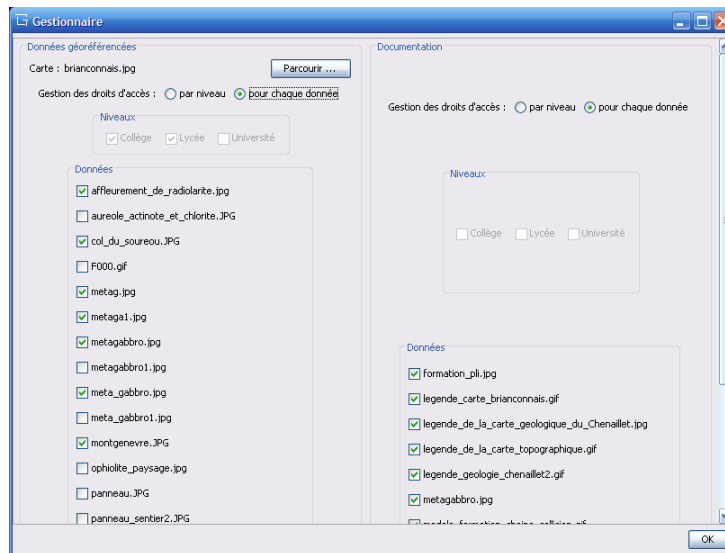 Gestionnaire
Données géoréférencées
Carte : brianconnais.jpg
Parcourir ...
Gestion des droits d'accès : par niveau pour chaque donnée
Niveaux
Collège Lycée Université
Données
affleurement_de_radiolarite.jpg
aureole_actinote_et_chlorite.JPG
col_du_soureou.JPG
F000.gif
metag.jpg
metaga1.jpg
metagabbro.jpg
metagabbro1.jpg
meta_gabbro.jpg
meta_gabbro1.jpg
montgenevre.JPG
ophiolite_paysage.jpg
panneau.JPG
panneau_sentier2.JPG
Documentation
Gestion des droits d'accès : par niveau pour chaque donnée
Niveaux
Collège Lycée Université
Données
formation_pli.jpg
legende_carte_brianconnais.gif
legende_de_la_carte_geologique_du_Chenaillet.jpg
legende_de_la_carte_topographique.gif
legende_geologie_chenaillet2.gif
metagabbro.jpg
modele_formation_chaine_collision.gif
OK